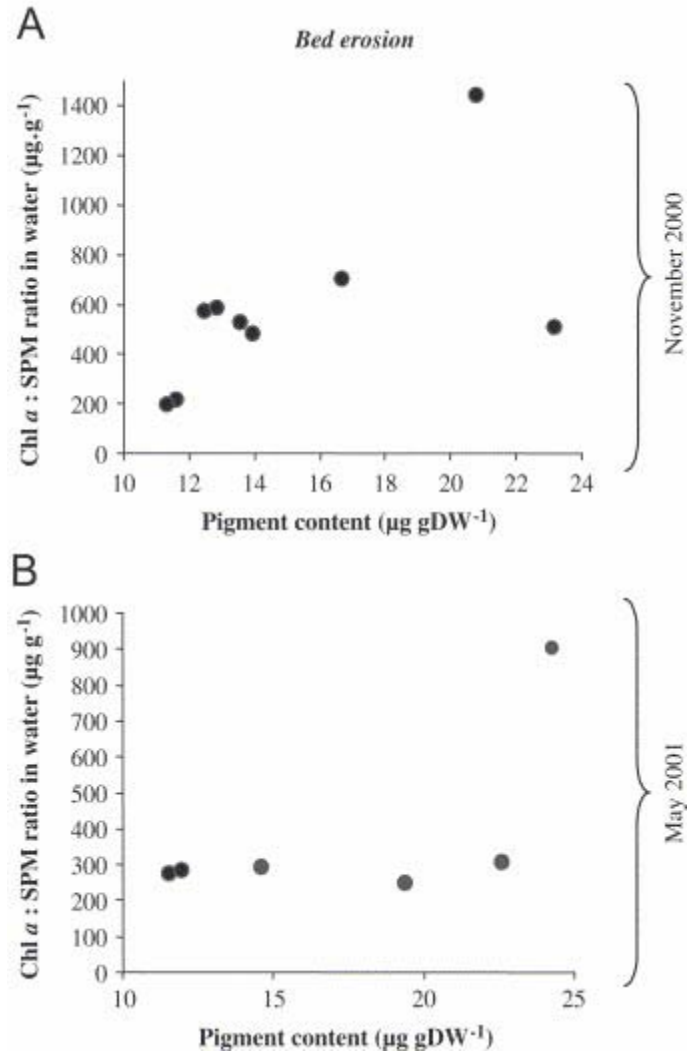 A
Bed erosion
Chl a : SPM ratio in water (µg.g-1)
1400
1200
1000
800
600
400
200
0
10 12 14 16 18 20 22 24
Pigment content (µg gDW-1)
November 2000
B
Chl a : SPM ratio in water (µg g-1)
1000
900
800
700
600
500
400
300
200
100
0
10 15 20 25
Pigment content (µg gDW-1)
May 2001